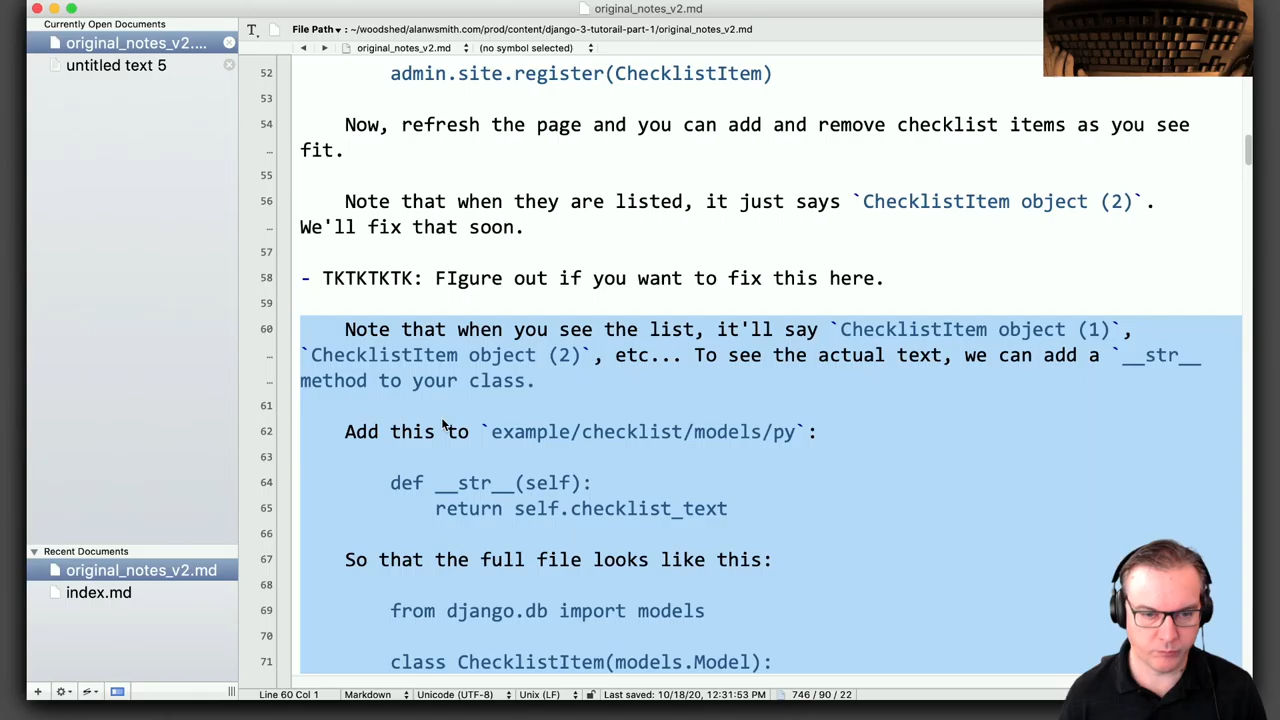 original_notes_v2.md
Currently Open Documents
original_notes_v2....
untitled text 5
File Path ▾: ~/woodshed/alanwsmith.com/prod/content/django-3-tutorail-part-1/original_notes_v2.md
original_notes_v2.md
(no symbol selected)
52 admin.site.register(ChecklistItem)
53
54 Now, refresh the page and you can add and remove checklist items as you see
fit.
55
56 Note that when they are listed, it just says `ChecklistItem object (2)`.
We'll fix that soon.
57
58 - TKTKTKTK: FIgure out if you want to fix this here.
59
60 Note that when you see the list, it'll say `ChecklistItem object (1)`,
`ChecklistItem object (2)`, etc... To see the actual text, we can add a `__str__
method to your class.
61
62 Add this to `example/checklist/models/py`:
63
64 def __str__(self):
65 return self.checklist_text
66
67 So that the full file looks like this:
68
69 from django.db import models
70
71 class ChecklistItem(models.Model):
Recent Documents
original_notes_v2.md
index.md
Line 60 Col 1
Markdown
Unicode (UTF-8)
Unix (LF)
Last saved: 10/18/20, 12:31:53 PM
746 / 90 / 22